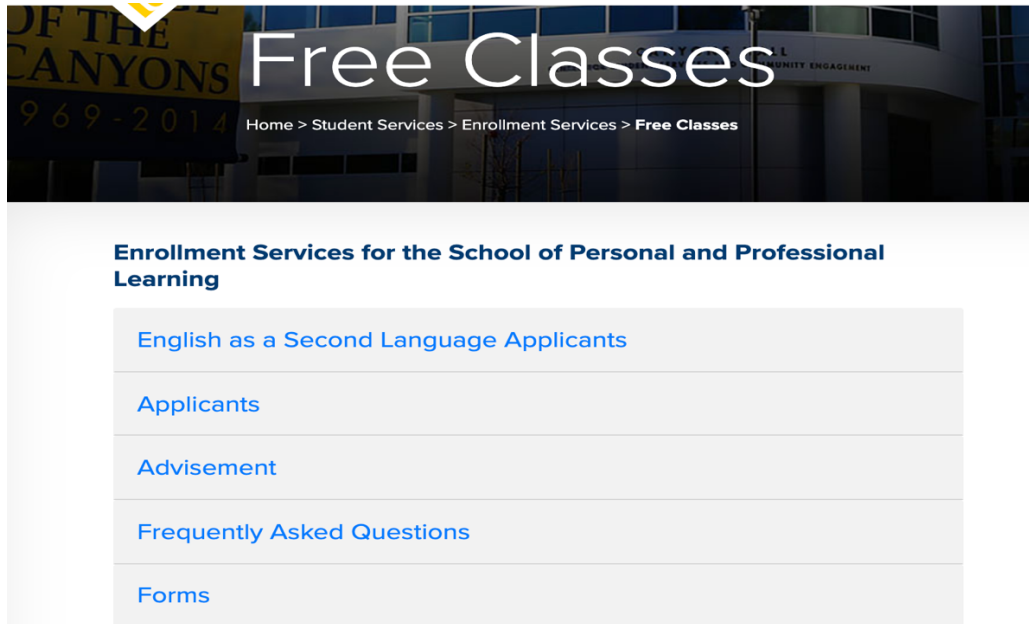 OF THE
CANYONS
1969-2014
Free Classes
Home > Student Services > Enrollment Services > Free Classes
Enrollment Services for the School of Personal and Professional
Learning
English as a Second Language Applicants
Applicants
Advisement
Frequently Asked Questions
Forms